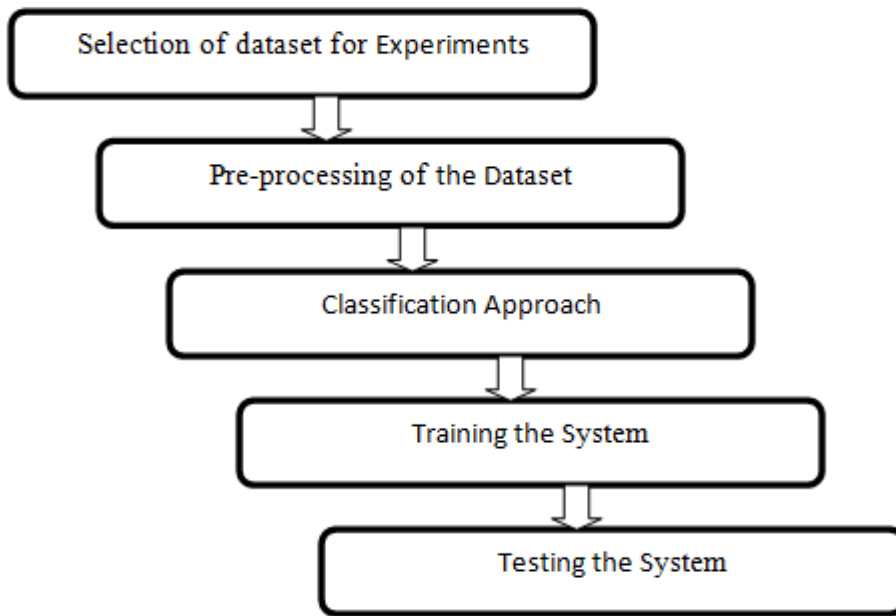 Selection of dataset for Experiments
Pre-processing of the Dataset
Classification Approach
Training the System
Testing the System